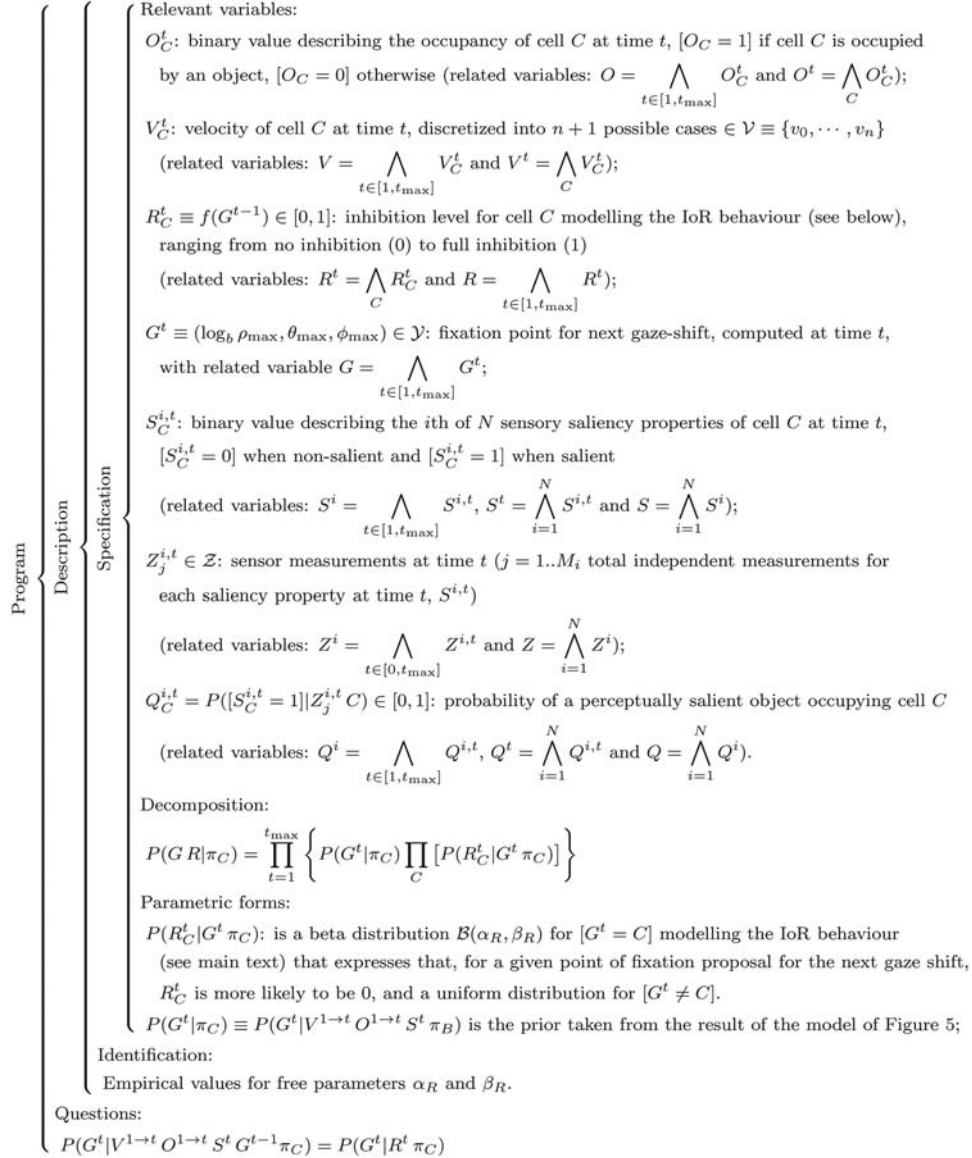 Program
Description
Specification
Relevant variables:
O_C^t: binary value describing the occupancy of cell C at time t, [O_C = 1] if cell C is occupied
by an object, [O_C = 0] otherwise (related variables: O = ⋀_{t∈[1,t_max]} O_C^t and O^t = ⋀_C O_C^t);
V_C^t: velocity of cell C at time t, discretized into n + 1 possible cases ∈ 𝒱 ≡ {v_0, ⋯ , v_n}
(related variables: V = ⋀_{t∈[1,t_max]} V_C^t and V^t = ⋀_C V_C^t);
R_C^t ≡ f(G^{t−1}) ∈ [0, 1]: inhibition level for cell C modelling the IoR behaviour (see below),
ranging from no inhibition (0) to full inhibition (1)
(related variables: R^t = ⋀_C R_C^t and R = ⋀_{t∈[1,t_max]} R^t);
G^t ≡ (log_b ρ_max, θ_max, ϕ_max) ∈ 𝒴: fixation point for next gaze-shift, computed at time t,
with related variable G = ⋀_{t∈[1,t_max]} G^t;
S_C^{i,t}: binary value describing the ith of N sensory saliency properties of cell C at time t,
[S_C^{i,t} = 0] when non-salient and [S_C^{i,t} = 1] when salient
(related variables: S^i = ⋀_{t∈[1,t_max]} S^{i,t}, S^t = ⋀_{i=1}^N S^{i,t} and S = ⋀_{i=1}^N S^i);
Z_j^{i,t} ∈ 𝒵: sensor measurements at time t (j = 1..M_i total independent measurements for
each saliency property at time t, S^{i,t})
(related variables: Z^i = ⋀_{t∈[0,t_max]} Z^{i,t} and Z = ⋀_{i=1}^N Z^i);
Q_C^{i,t} = P([S_C^{i,t} = 1]|Z_j^{i,t} C) ∈ [0, 1]: probability of a perceptually salient object occupying cell C
(related variables: Q^i = ⋀_{t∈[1,t_max]} Q^{i,t}, Q^t = ⋀_{i=1}^N Q^{i,t} and Q = ⋀_{i=1}^N Q^i).
Decomposition:
P(G R|π_C) = ∏_{t=1}^{t_max} { P(G^t|π_C) ∏_C [P(R_C^t|G^t π_C)] }
Parametric forms:
P(R_C^t|G^t π_C): is a beta distribution ℬ(α_R, β_R) for [G^t = C] modelling the IoR behaviour
(see main text) that expresses that, for a given point of fixation proposal for the next gaze shift,
R_C^t is more likely to be 0, and a uniform distribution for [G^t ≠ C].
P(G^t|π_C) ≡ P(G^t|V^{1→t} O^{1→t} S^t π_B) is the prior taken from the result of the model of Figure 5;
Identification:
Empirical values for free parameters α_R and β_R.
Questions:
P(G^t|V^{1→t} O^{1→t} S^t G^{t−1} π_C) = P(G^t|R^t π_C)